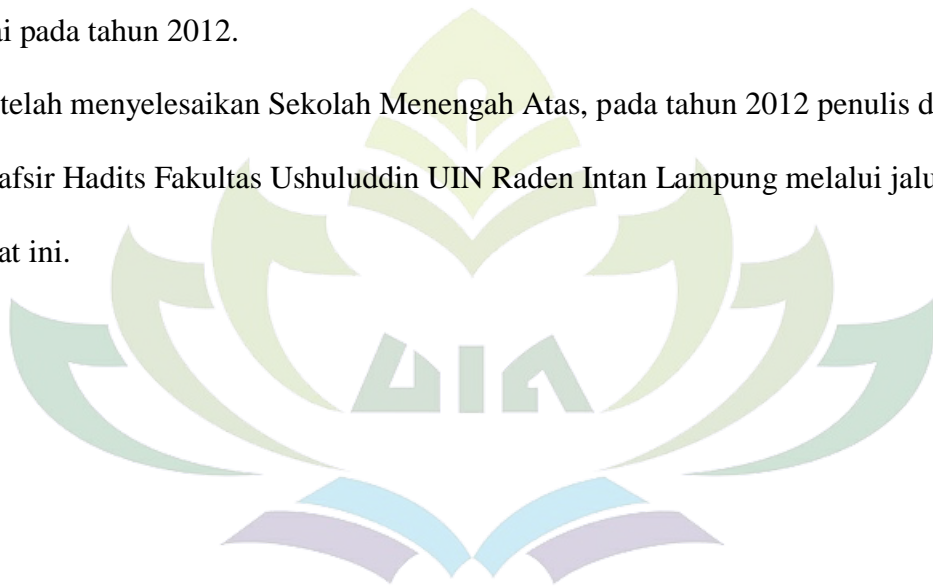 ai pada tahun 2012.
telah menyelesaikan Sekolah Menengah Atas, pada tahun 2012 penulis d
afsir Hadits Fakultas Ushuluddin UIN Raden Intan Lampung melalui jalu
at ini.
UIN